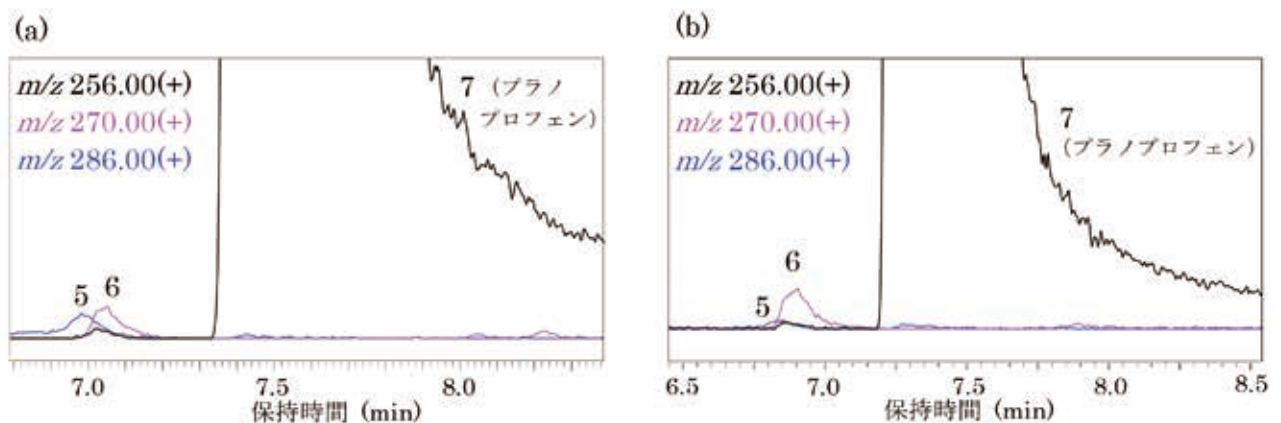 (a)
m/z 256.00(+)
m/z 270.00(+)
m/z 286.00(+)
7 (プラノ
プロフェン)
5 6
7.0 7.5 8.0
保持時間 (min)
(b)
m/z 256.00(+)
m/z 270.00(+)
m/z 286.00(+)
7
(プラノプロフェン)
6
5
6.5 7.0 7.5 8.0 8.5
保持時間 (min)